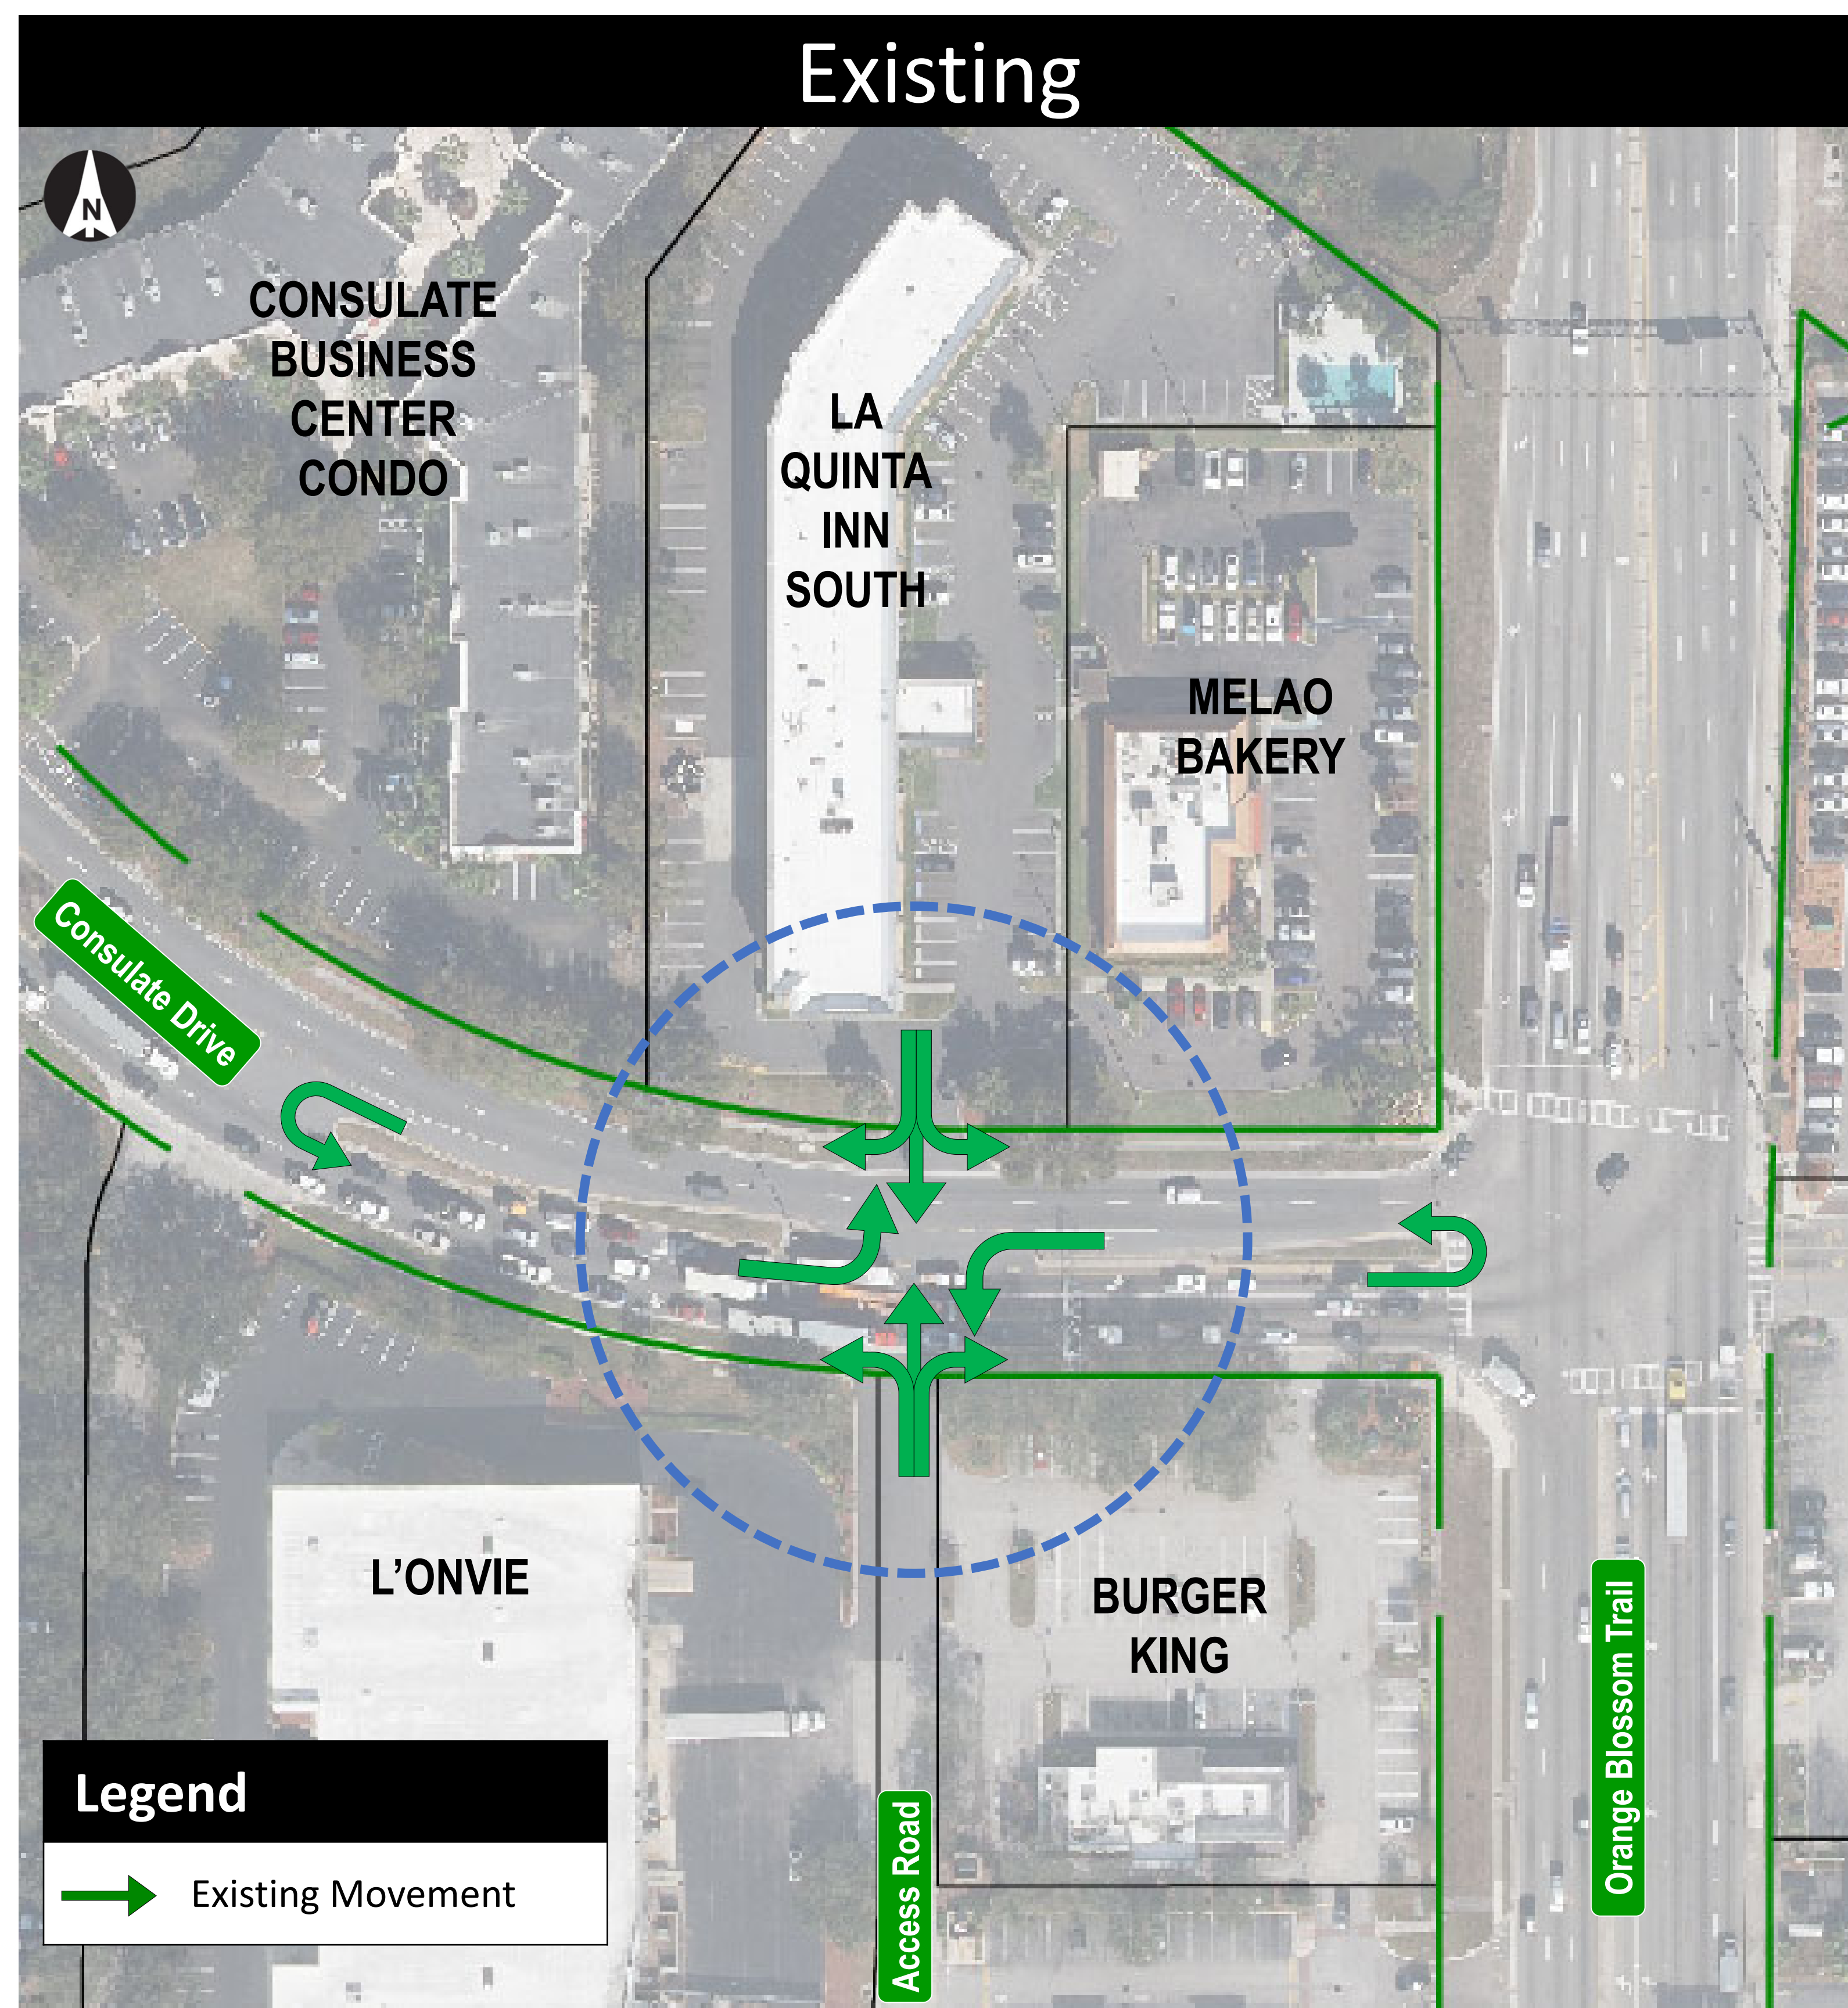 Existing
N
CONSULATE
BUSINESS
CENTER
CONDO
LA
QUINTA
INN
SOUTH
MELAO
BAKERY
Consulate Drive
L'ONVIE
BURGER
KING
Orange Blossom Trail
Access Road
Legend
Existing Movement